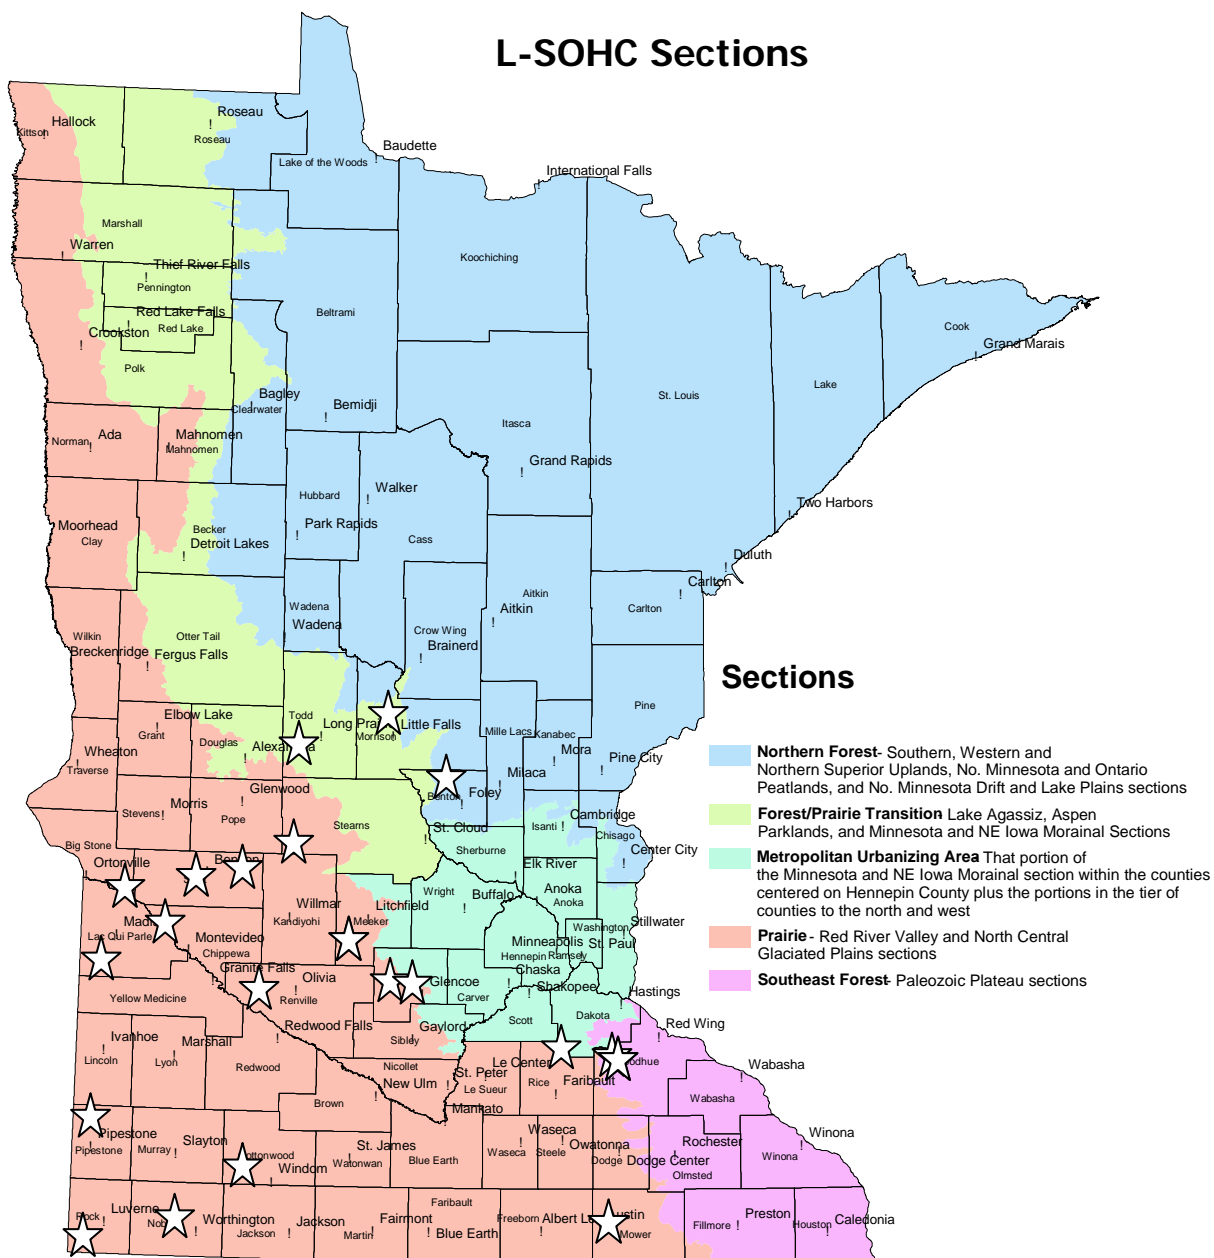 L-SOHC Sections
Hallock
Kittson
Roseau
Roseau
Lake of the Woods
Baudette
International Falls
Marshall
Warren
Thief River Falls
Pennington
Red Lake Falls
Red Lake
Crookston
Polk
Koochiching
Beltrami
Cook
Grand Marais
Lake
St. Louis
Bagley
Clearwater
Bemidji
Itasca
Grand Rapids
Norman
Ada
Mahnomen
Mahnomen
Hubbard
Walker
Park Rapids
Cass
Two Harbors
Moorhead
Clay
Becker
Detroit Lakes
Duluth
Carlton
Carlton
Aitkin
Aitkin
Wadena
Wadena
Crow Wing
Brainerd
Wilkin
Breckenridge
Otter Tail
Fergus Falls
Pine
Elbow Lake
Grant
Douglas
Todd
Morrison
Little Falls
Mille Lacs
Kanabec
Mora
Pine City
Milaca
Wheaton
Traverse
Glenwood
Morris
Stevens
Pope
Stearns
Foley
St. Cloud
Sherburne
Isanti
Cambridge
Chisago
Center City
Elk River
Big Stone
Ortonville
Willmar
Kandiyohi
Litchfield
Meeker
Wright
Buffalo
Anoka
Anoka
Washington
Stillwater
Minneapolis
St. Paul
Hennepin
Ramsey
Chaska
Shakopee
Lac Qui Parle
Montevideo
Chippewa
Granite Falls
Olivia
Renville
Glencoe
Carver
Scott
Dakota
Hastings
Yellow Medicine
Redwood Falls
Gaylord
Sibley
Red Wing
Ivanhoe
Lincoln
Marshall
Lyon
Redwood
Nicollet
New Ulm
St. Peter
Le Center
Le Sueur
Rice
Faribault
Wabasha
Wabasha
Brown
Mankato
Pipestone
Pipestone
Slayton
Murray
Windom
St. James
Watonwan
Blue Earth
Waseca
Waseca
Steele
Owatonna
Dodge
Dodge Center
Rochester
Olmsted
Winona
Winona
Luverne
Rock
Worthington
Jackson
Jackson
Fairmont
Martin
Faribault
Blue Earth
Freeborn
Mower
Preston
Fillmore
Houston
Caledonia
Sections
Northern Forest- Southern, Western and
Northern Superior Uplands, No. Minnesota and Ontario
Peatlands, and No. Minnesota Drift and Lake Plains sections
Forest/Prairie Transition Lake Agassiz, Aspen
Parklands, and Minnesota and NE Iowa Morainal Sections
Metropolitan Urbanizing Area That portion of
the Minnesota and NE Iowa Morainal section within the counties
centered on Hennepin County plus the portions in the tier of
counties to the north and west
Prairie - Red River Valley and North Central
Glaciated Plains sections
Southeast Forest- Paleozoic Plateau sections